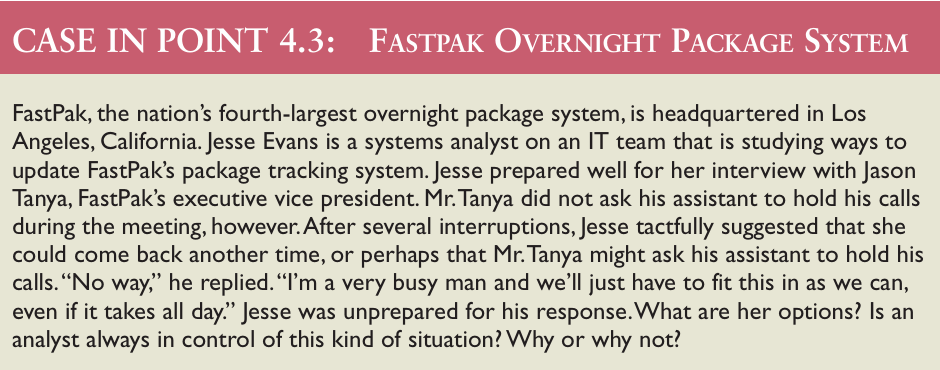 CASE IN POINT 4.3: FASTPAK OVERNIGHT PACKAGE SYSTEM
FastPak, the nation's fourth-largest overnight package system, is headquartered in Los
Angeles, California. Jesse Evans is a systems analyst on an IT team that is studying ways to
update FastPak's package tracking system. Jesse prepared well for her interview with Jason
Tanya, FastPak's executive vice president. Mr. Tanya did not ask his assistant to hold his calls
during the meeting, however. After several interruptions, Jesse tactfully suggested that she
could come back another time, or perhaps that Mr. Tanya might ask his assistant to hold his
calls. “No way,” he replied. “I'm a very busy man and we'll just have to fit this in as we can,
even if it takes all day.” Jesse was unprepared for his response. What are her options? Is an
analyst always in control of this kind of situation? Why or why not?